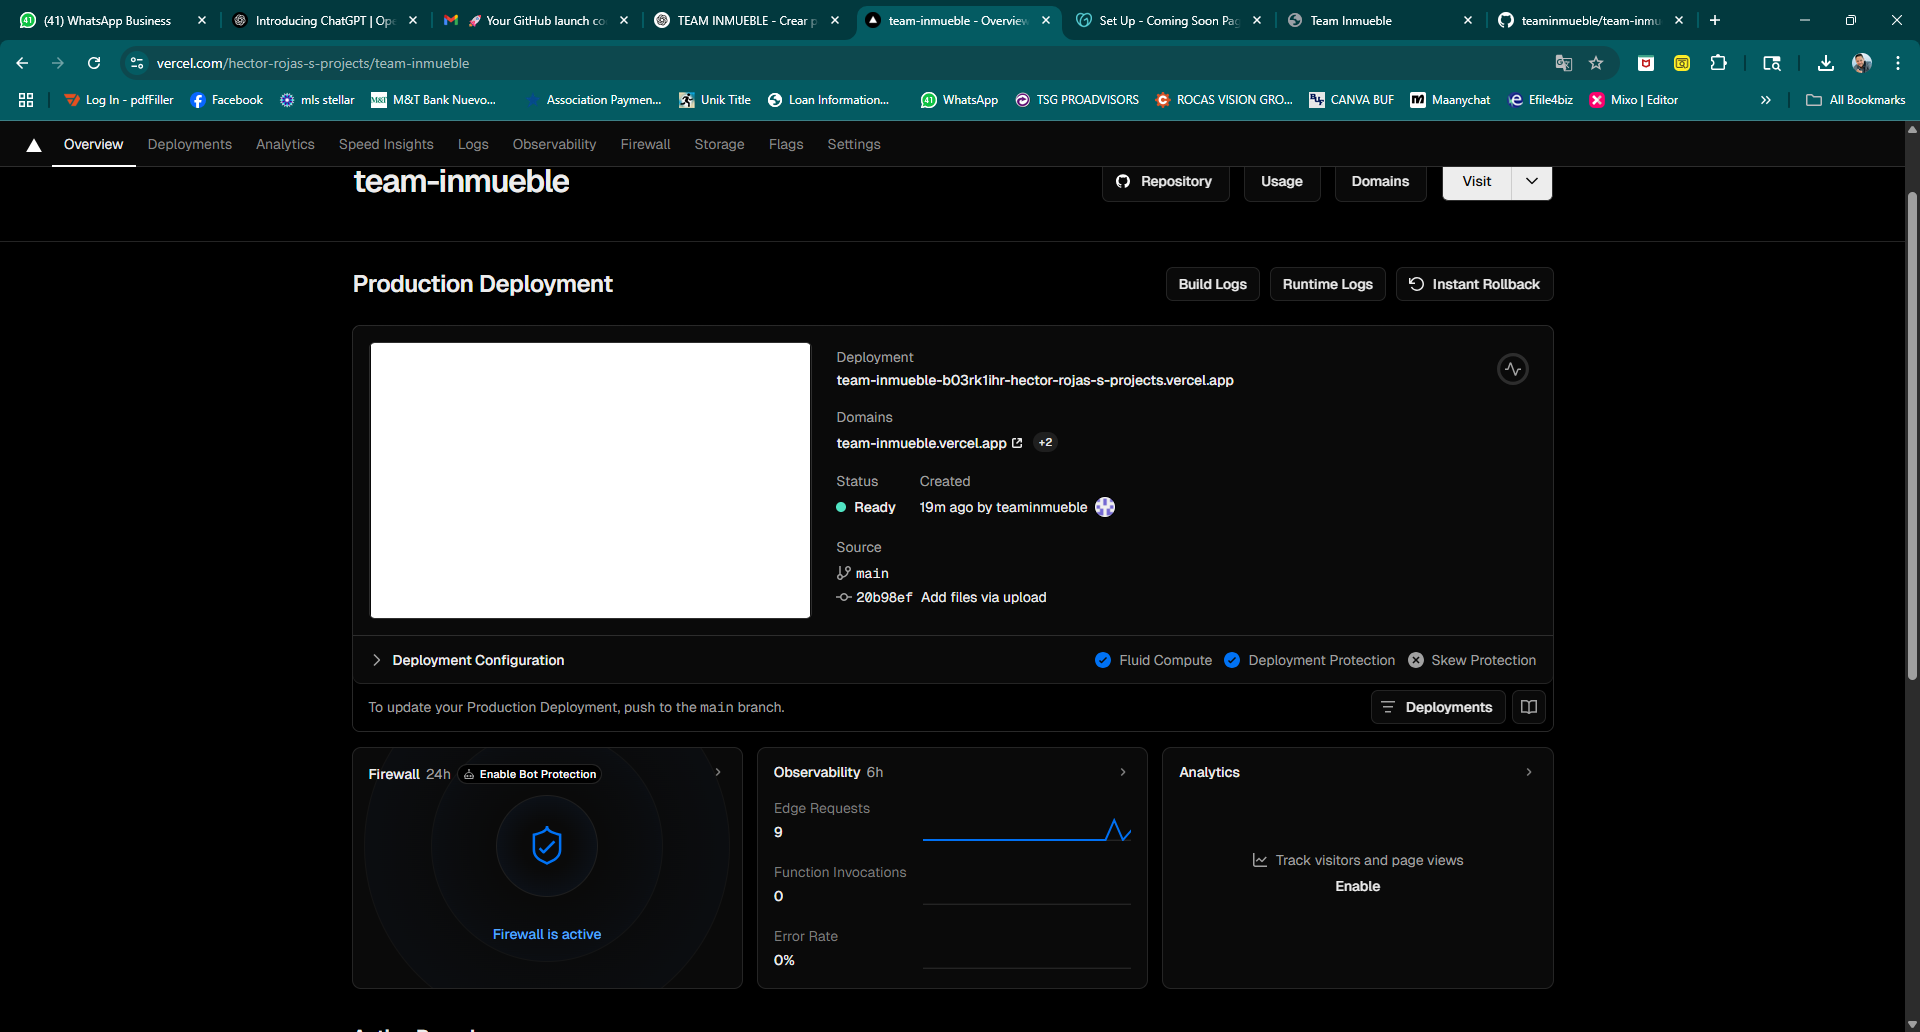 (41) WhatsApp Business
Introducing ChatGPT | Op
Your GitHub launch co
TEAM INMUEBLE - Crear p
team-inmueble - Overview
Set Up - Coming Soon Pag
Team Inmueble
teaminmueble/team-inmu
vercel.com/hector-rojas-s-projects/team-inmueble
Log In - pdfFiller
Facebook
mls stellar
M&T Bank Nuevo...
Association Paymen...
Unik Title
Loan Information...
WhatsApp
TSG PROADVISORS
ROCAS VISION GRO...
CANVA BUF
Maanychat
Efile4biz
Mixo | Editor
All Bookmarks
Overview
Deployments
Analytics
Speed Insights
Logs
Observability
Firewall
Storage
Flags
Settings
team-inmueble
Repository
Usage
Domains
Visit
Production Deployment
Build Logs
Runtime Logs
Instant Rollback
Deployment
team-inmueble-b03rk1ihr-hector-rojas-s-projects.vercel.app
Domains
team-inmueble.vercel.app
+2
Status
Created
Ready
19m ago by teaminmueble
Source
main
20b98ef Add files via upload
Deployment Configuration
Fluid Compute
Deployment Protection
Skew Protection
To update your Production Deployment, push to the main branch.
Deployments
Firewall 24h
Enable Bot Protection
Firewall is active
Observability 6h
Edge Requests
9
Function Invocations
0
Error Rate
0%
Analytics
Track visitors and page views
Enable